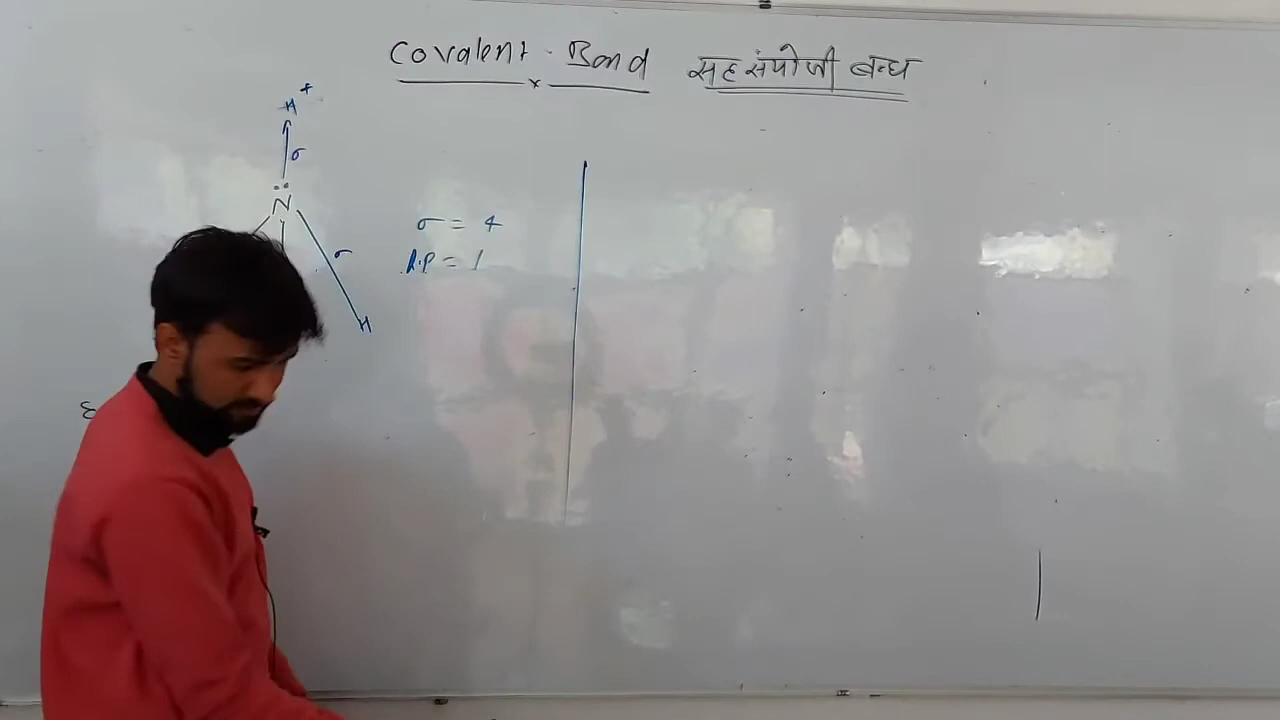 Covalent Bond सहसंयोजी बन्ध
H +
σ
N
σ = 4
σ
l.p = 1
H